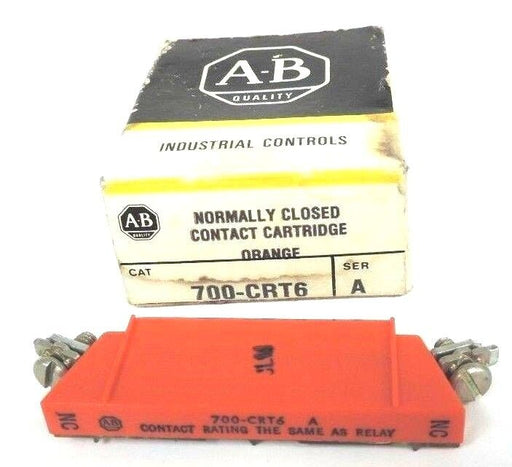 A-B
QUALITY
INDUSTRIAL CONTROLS
A-B
QUALITY
NORMALLY CLOSED
CONTACT CARTRIDGE
ORANGE
CAT
700-CRT6
SER
A
NC
A-B
700-CRT6 A
CONTACT RATING THE SAME AS RELAY
NC